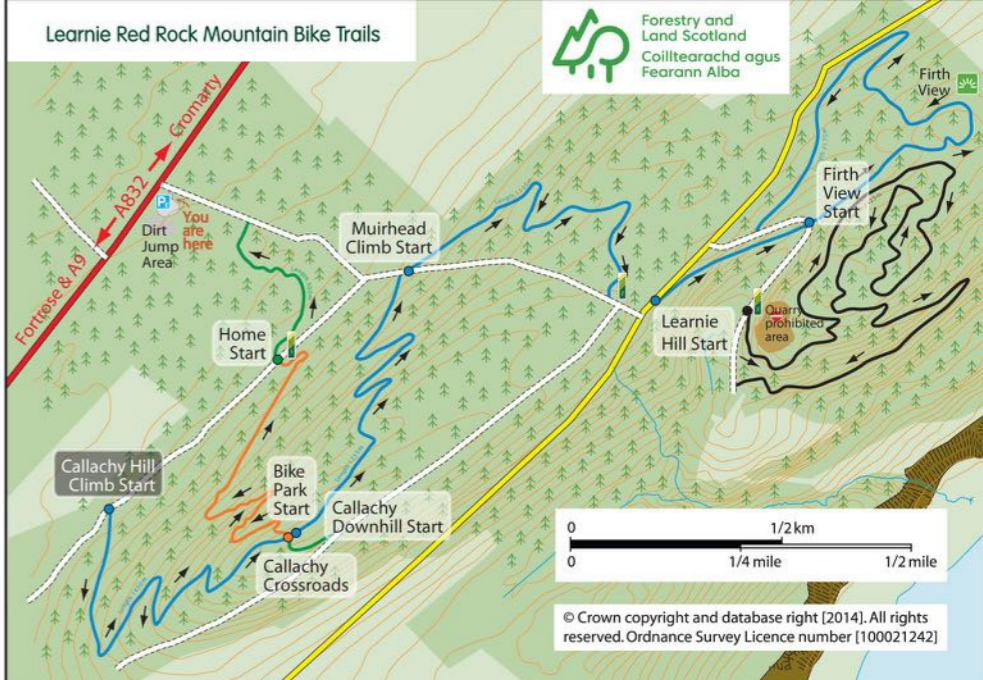 Learnie Red Rock Mountain Bike Trails
Forestry and
Land Scotland
Coilltearachd agus
Fearann Alba
Fortrose & A9
A832
Cromarty
P
You
are
here
Dirt
Jump
Area
Muirhead
Climb Start
Firth
View
Firth
View
Start
Home
Start
Learnie
Hill Start
Quarry
prohibited
area
Callachy Hill
Climb Start
Bike
Park
Start
Callachy
Downhill Start
Callachy
Crossroads
0 1/2 km
0 1/4 mile 1/2 mile
© Crown copyright and database right [2014]. All rights
reserved. Ordnance Survey Licence number [100021242]